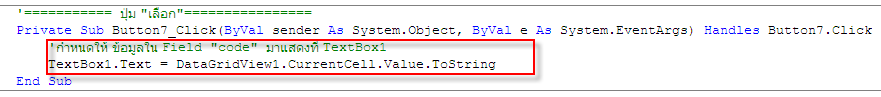 '=========== ปุ่ม "เลือก"================
Private Sub Button7_Click(ByVal sender As System.Object, ByVal e As System.EventArgs) Handles Button7.Click
'กำหนดให้ ข้อมูลใน Field "code" มาแสดงที่ TextBox1
TextBox1.Text = DataGridView1.CurrentCell.Value.ToString
End Sub